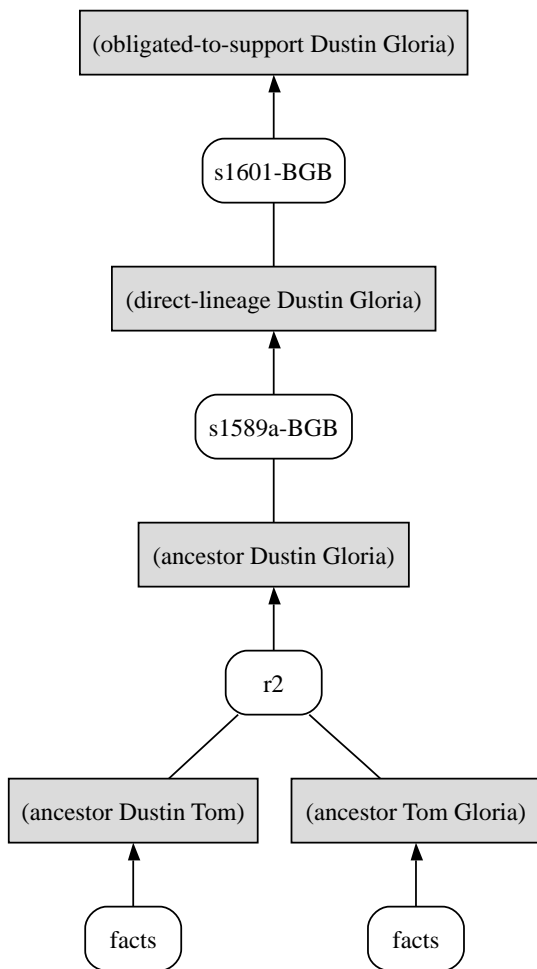 (obligated-to-support Dustin Gloria)
s1601-BGB
(direct-lineage Dustin Gloria)
s1589a-BGB
(ancestor Dustin Gloria)
r2
(ancestor Dustin Tom)
(ancestor Tom Gloria)
facts
facts